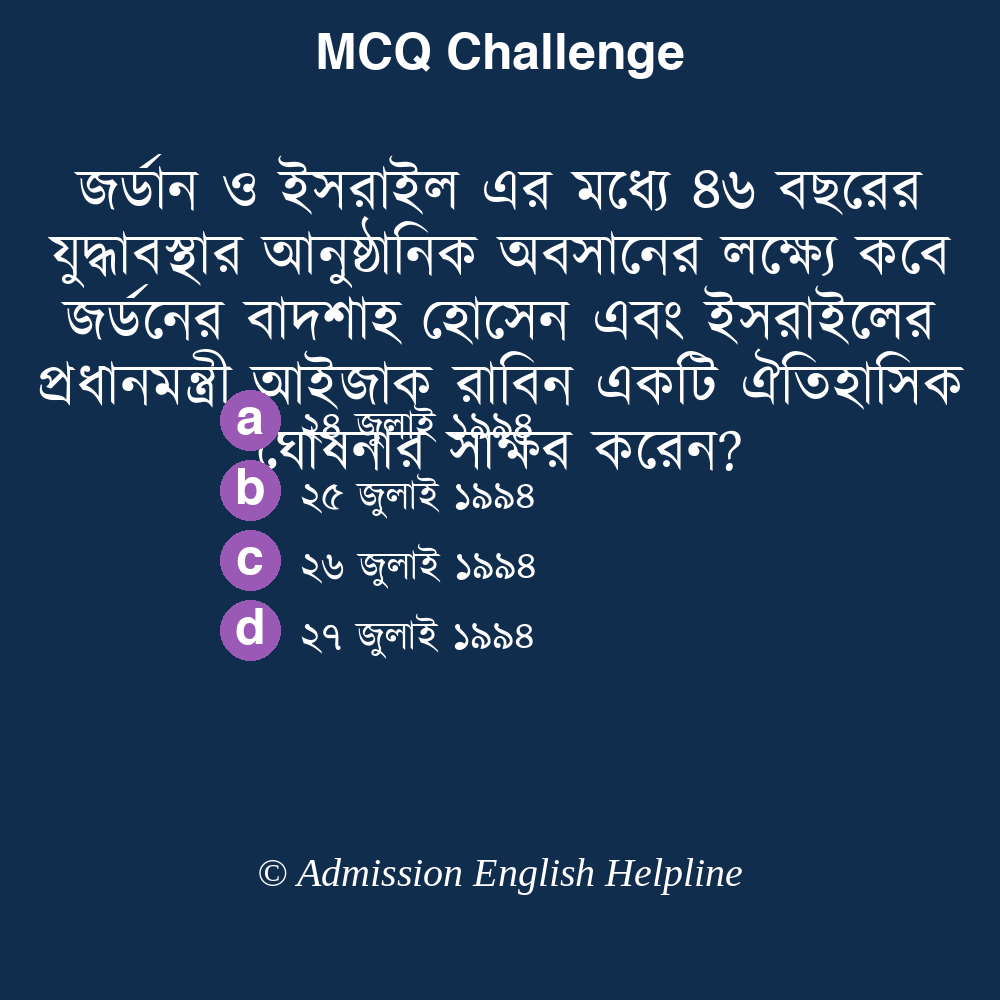 MCQ Challenge
জর্ডান ও ইসরাইল এর মধ্যে ৪৬ বছরের
যুদ্ধাবস্থার আনুষ্ঠানিক অবসানের লক্ষ্যে কবে
জর্ডনের বাদশাহ হোসেন এবং ইসরাইলের
প্রধানমন্ত্রী আইজাক রাবিন একটি ঐতিহাসিক
ঘোষনার সাক্ষর করেন?
a ২৪ জুলাই ১৯৯৪
b ২৫ জুলাই ১৯৯৪
c ২৬ জুলাই ১৯৯৪
d ২৭ জুলাই ১৯৯৪
© Admission English Helpline